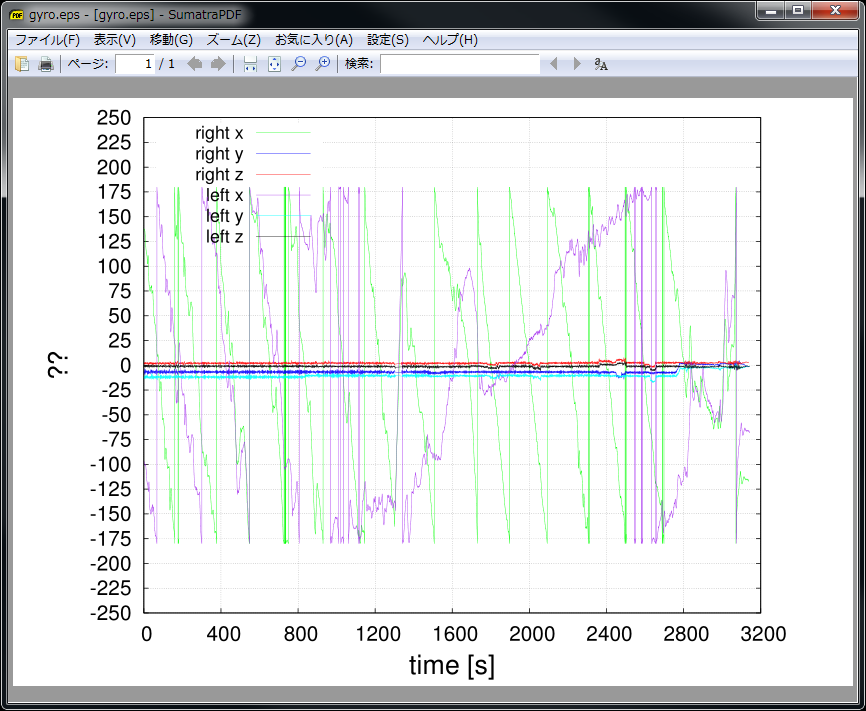 gyro.eps - [gyro.eps] - SumatraPDF
ファイル(F) 表示(V) 移動(G) ズーム(Z) お気に入り(A) 設定(S) ヘルプ(H)
ページ: 1 / 1 検索:
right x
right y
right z
left x
left y
left z
250
225
200
175
150
125
100
75
50
25
0
-25
-50
-75
-100
-125
-150
-175
-200
-225
-250
??
0 400 800 1200 1600 2000 2400 2800 3200
time [s]